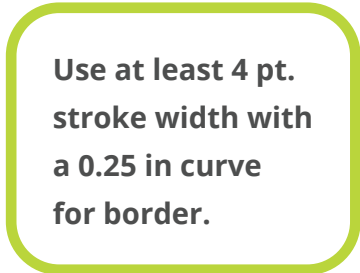 Use at least 4 pt.
stroke width with
a 0.25 in curve
for border.